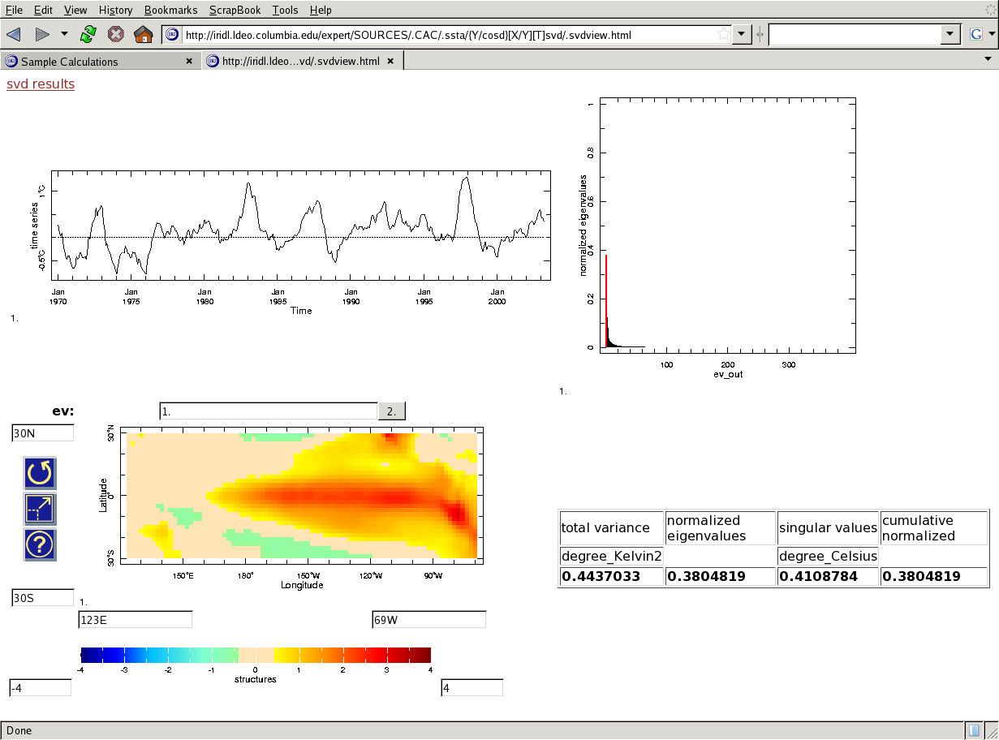 File Edit View History Bookmarks ScrapBook Tools Help
http://iridl.ldeo.columbia.edu/expert/SOURCES/.CAC/.ssta/{Y/cosd}[X/Y][T]svd/.svdview.html
G
Sample Calculations
http://iridl.ldeo...vd/.svdview.html
svd results
1°C
-0.5°C
time series
Jan 1970
Jan 1975
Jan 1980
Jan 1985
Jan 1990
Jan 1995
Jan 2000
Time
1.
1
0.8
0.6
0.4
0.2
0
normalized eigenvalues
100 200 300
ev_out
1.
ev:
1.
2.
30N
30S
30°N
0°
30°S
Latitude
150°E 180° 150°W 120°W 90°W
Longitude
1.
123E
69W
-4 -3 -2 -1 0 1 2 3 4
structures
-4
4
total variance
normalized
eigenvalues
singular values
cumulative
normalized
degree_Kelvin2
degree_Celsius
0.4437033 0.3804819 0.4108784 0.3804819
Done